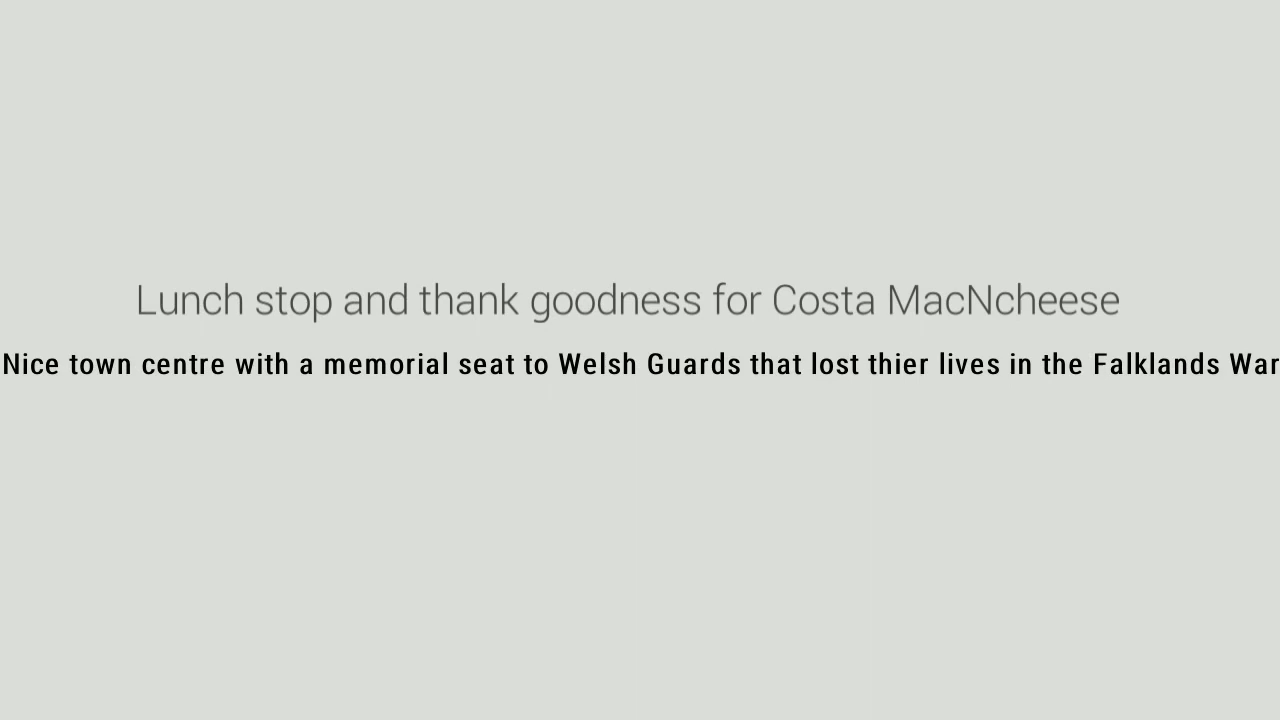 Lunch stop and thank goodness for Costa MacNcheese
Nice town centre with a memorial seat to Welsh Guards that lost thier lives in the Falklands War